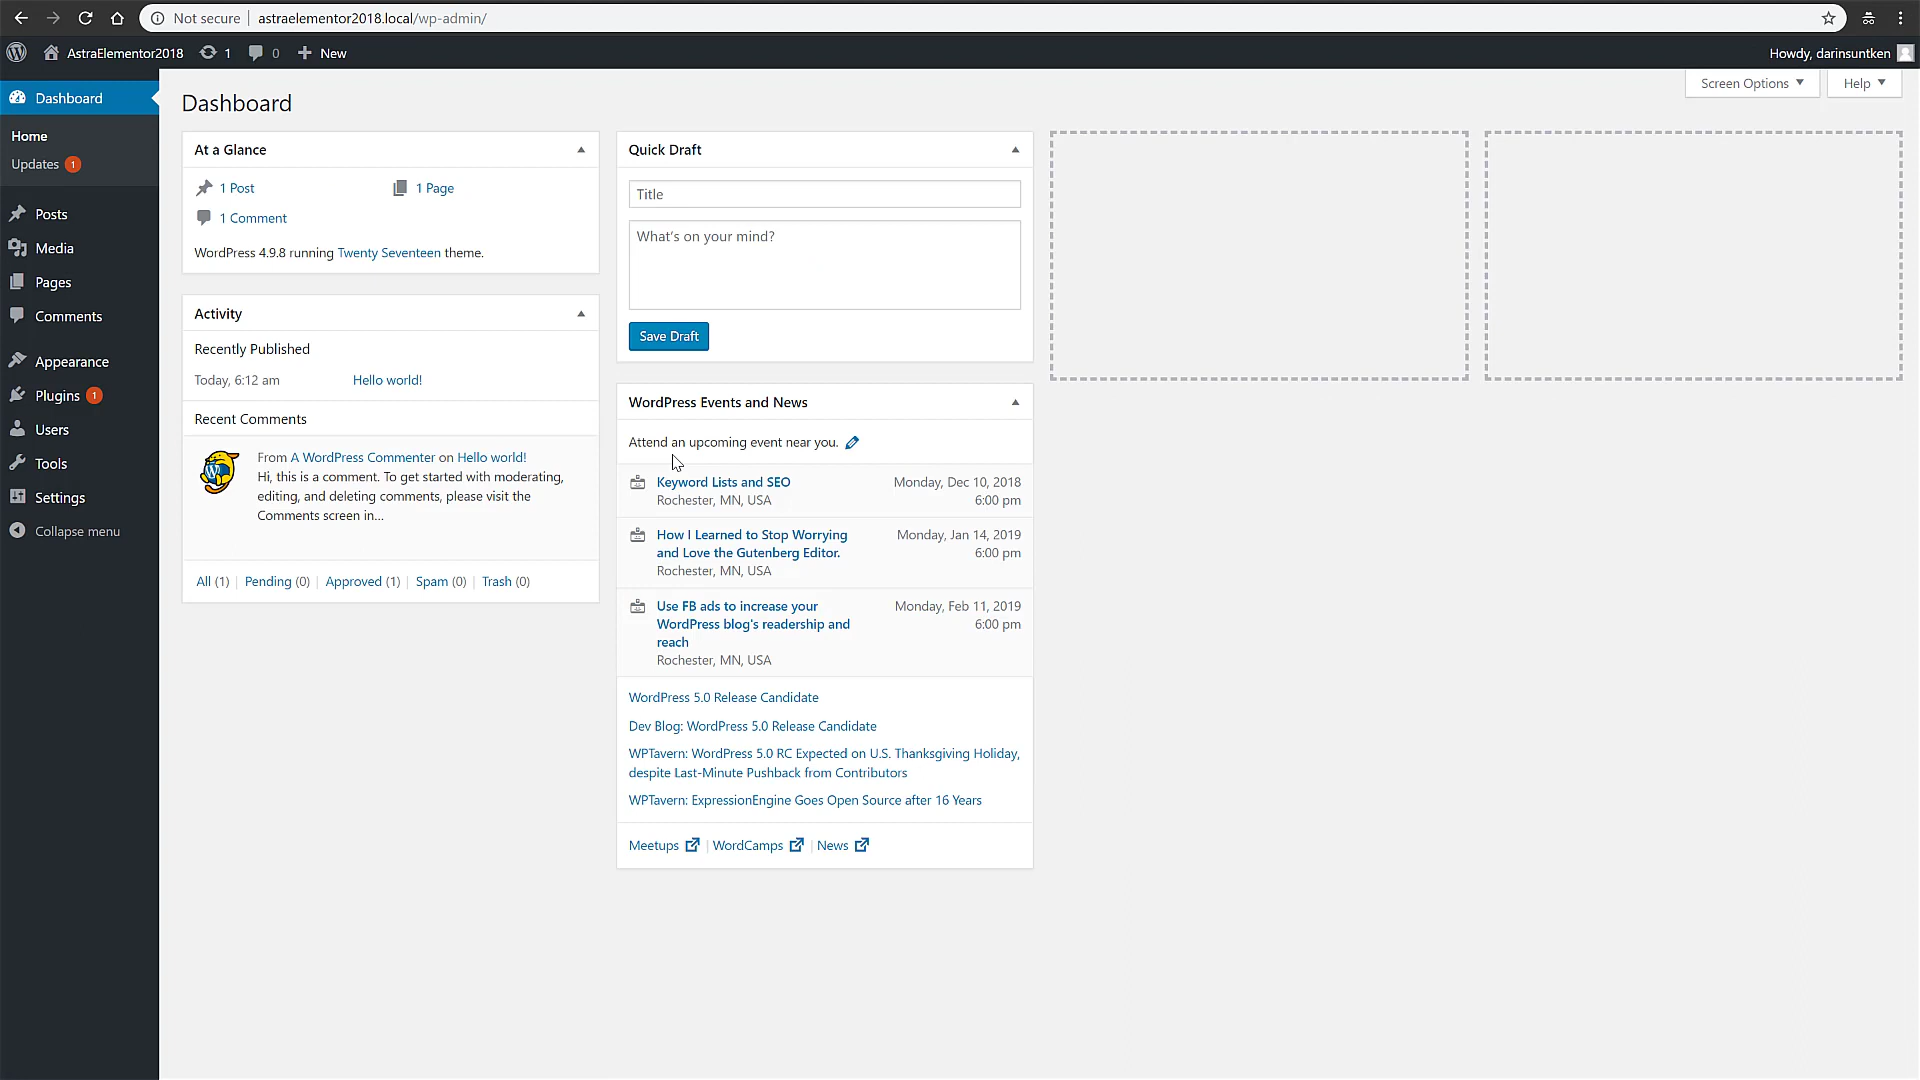 Not secure
astraelementor2018.local/wp-admin/
AstraElementor2018
1
0
New
Howdy, darinsuntken
Dashboard
Home
Updates 1
Posts
Media
Pages
Comments
Appearance
Plugins 1
Users
Tools
Settings
Collapse menu
Screen Options
Help
Dashboard
At a Glance
1 Post
1 Page
1 Comment
WordPress 4.9.8 running Twenty Seventeen theme.
Activity
Recently Published
Today, 6:12 am
Hello world!
Recent Comments
From A WordPress Commenter on Hello world!
Hi, this is a comment. To get started with moderating,
editing, and deleting comments, please visit the
Comments screen in…
All (1) | Pending (0) | Approved (1) | Spam (0) | Trash (0)
Quick Draft
Title
What's on your mind?
Save Draft
WordPress Events and News
Attend an upcoming event near you.
Keyword Lists and SEO
Rochester, MN, USA
Monday, Dec 10, 2018
6:00 pm
How I Learned to Stop Worrying
and Love the Gutenberg Editor.
Rochester, MN, USA
Monday, Jan 14, 2019
6:00 pm
Use FB ads to increase your
WordPress blog's readership and
reach
Rochester, MN, USA
Monday, Feb 11, 2019
6:00 pm
WordPress 5.0 Release Candidate
Dev Blog: WordPress 5.0 Release Candidate
WPTavern: WordPress 5.0 RC Expected on U.S. Thanksgiving Holiday,
despite Last-Minute Pushback from Contributors
WPTavern: ExpressionEngine Goes Open Source after 16 Years
Meetups | WordCamps | News